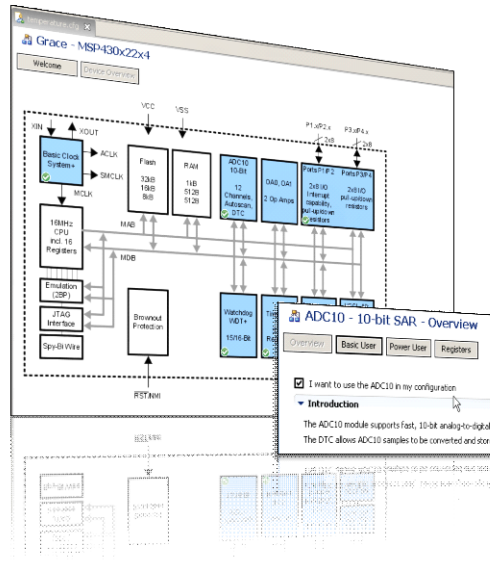 temperature.cfg
Grace - MSP430x22x4
Welcome
Device Overview
VCC
VSS
P1.x/P2.x
P3.x/P4.x
2x8
2x8
XIN
XOUT
Basic Clock
System+
ACLK
SMCLK
MCLK
Flash
32kB
16kB
8kB
RAM
1kB
512B
512B
ADC10
10-Bit
12
Channels,
Autoscan,
DTC
OA0, OA1
2 Op Amps
Ports P1/P2
2x8 I/O
Interrupt
capability,
pull-up/down
resistors
Ports P3/P4
2x8 I/O
pull-up/down
resistors
16MHz
CPU
incl. 16
Registers
MAB
MDB
Emulation
(2BP)
JTAG
Interface
Spy-Bi Wire
Brownout
Protection
RST/NMI
Watchdog
WDT+
15/16-Bit
ADC10 - 10-bit SAR - Overview
Overview
Basic User
Power User
Registers
I want to use the ADC10 in my configuration
Introduction
The ADC10 module supports fast, 10-bit analog-to-digital
The DTC allows ADC10 samples to be converted and